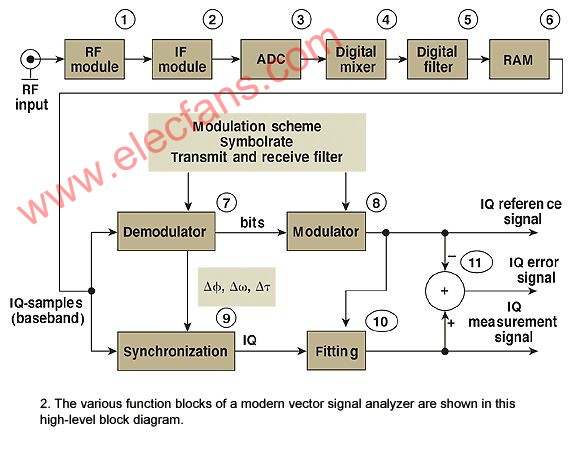 1
2
3
4
5
6
RF
module
IF
module
ADC
Digital
mixer
Digital
filter
RAM
RF
input
Modulation scheme
Symbolrate
Transmit and receive filter
7
8
Demodulator
bits
Modulator
IQ reference
signal
−
11
IQ error
signal
+
Δϕ, Δω, Δτ
IQ-samples
(baseband)
9
10
IQ
measurement
signal
+
Synchronization
IQ
Fitting
2. The various function blocks of a modern vector signal analyzer are shown in this
high-level block diagram.
www.elecfans.com